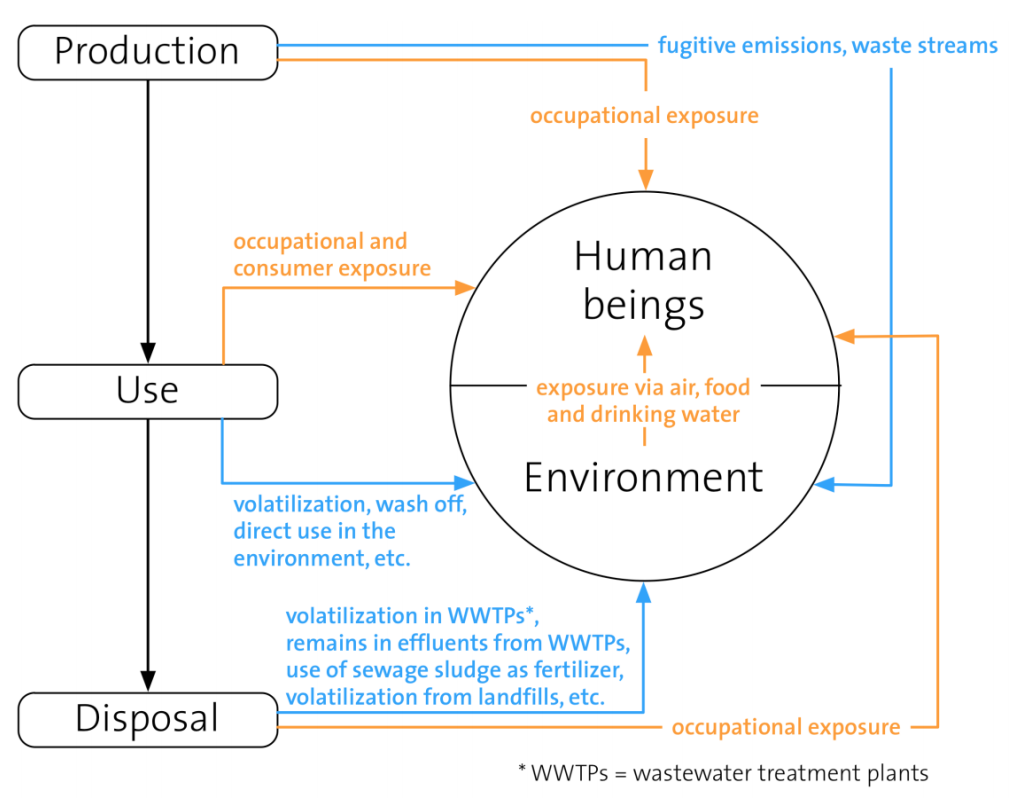 Production
fugitive emissions, waste streams
occupational exposure
occupational and
consumer exposure
Human
beings
Use
exposure via air, food
and drinking water
Environment
volatilization, wash off,
direct use in the
environment, etc.
volatilization in WWTPs*,
remains in effluents from WWTPs,
use of sewage sludge as fertilizer,
volatilization from landfills, etc.
Disposal
occupational exposure
* WWTPs = wastewater treatment plants